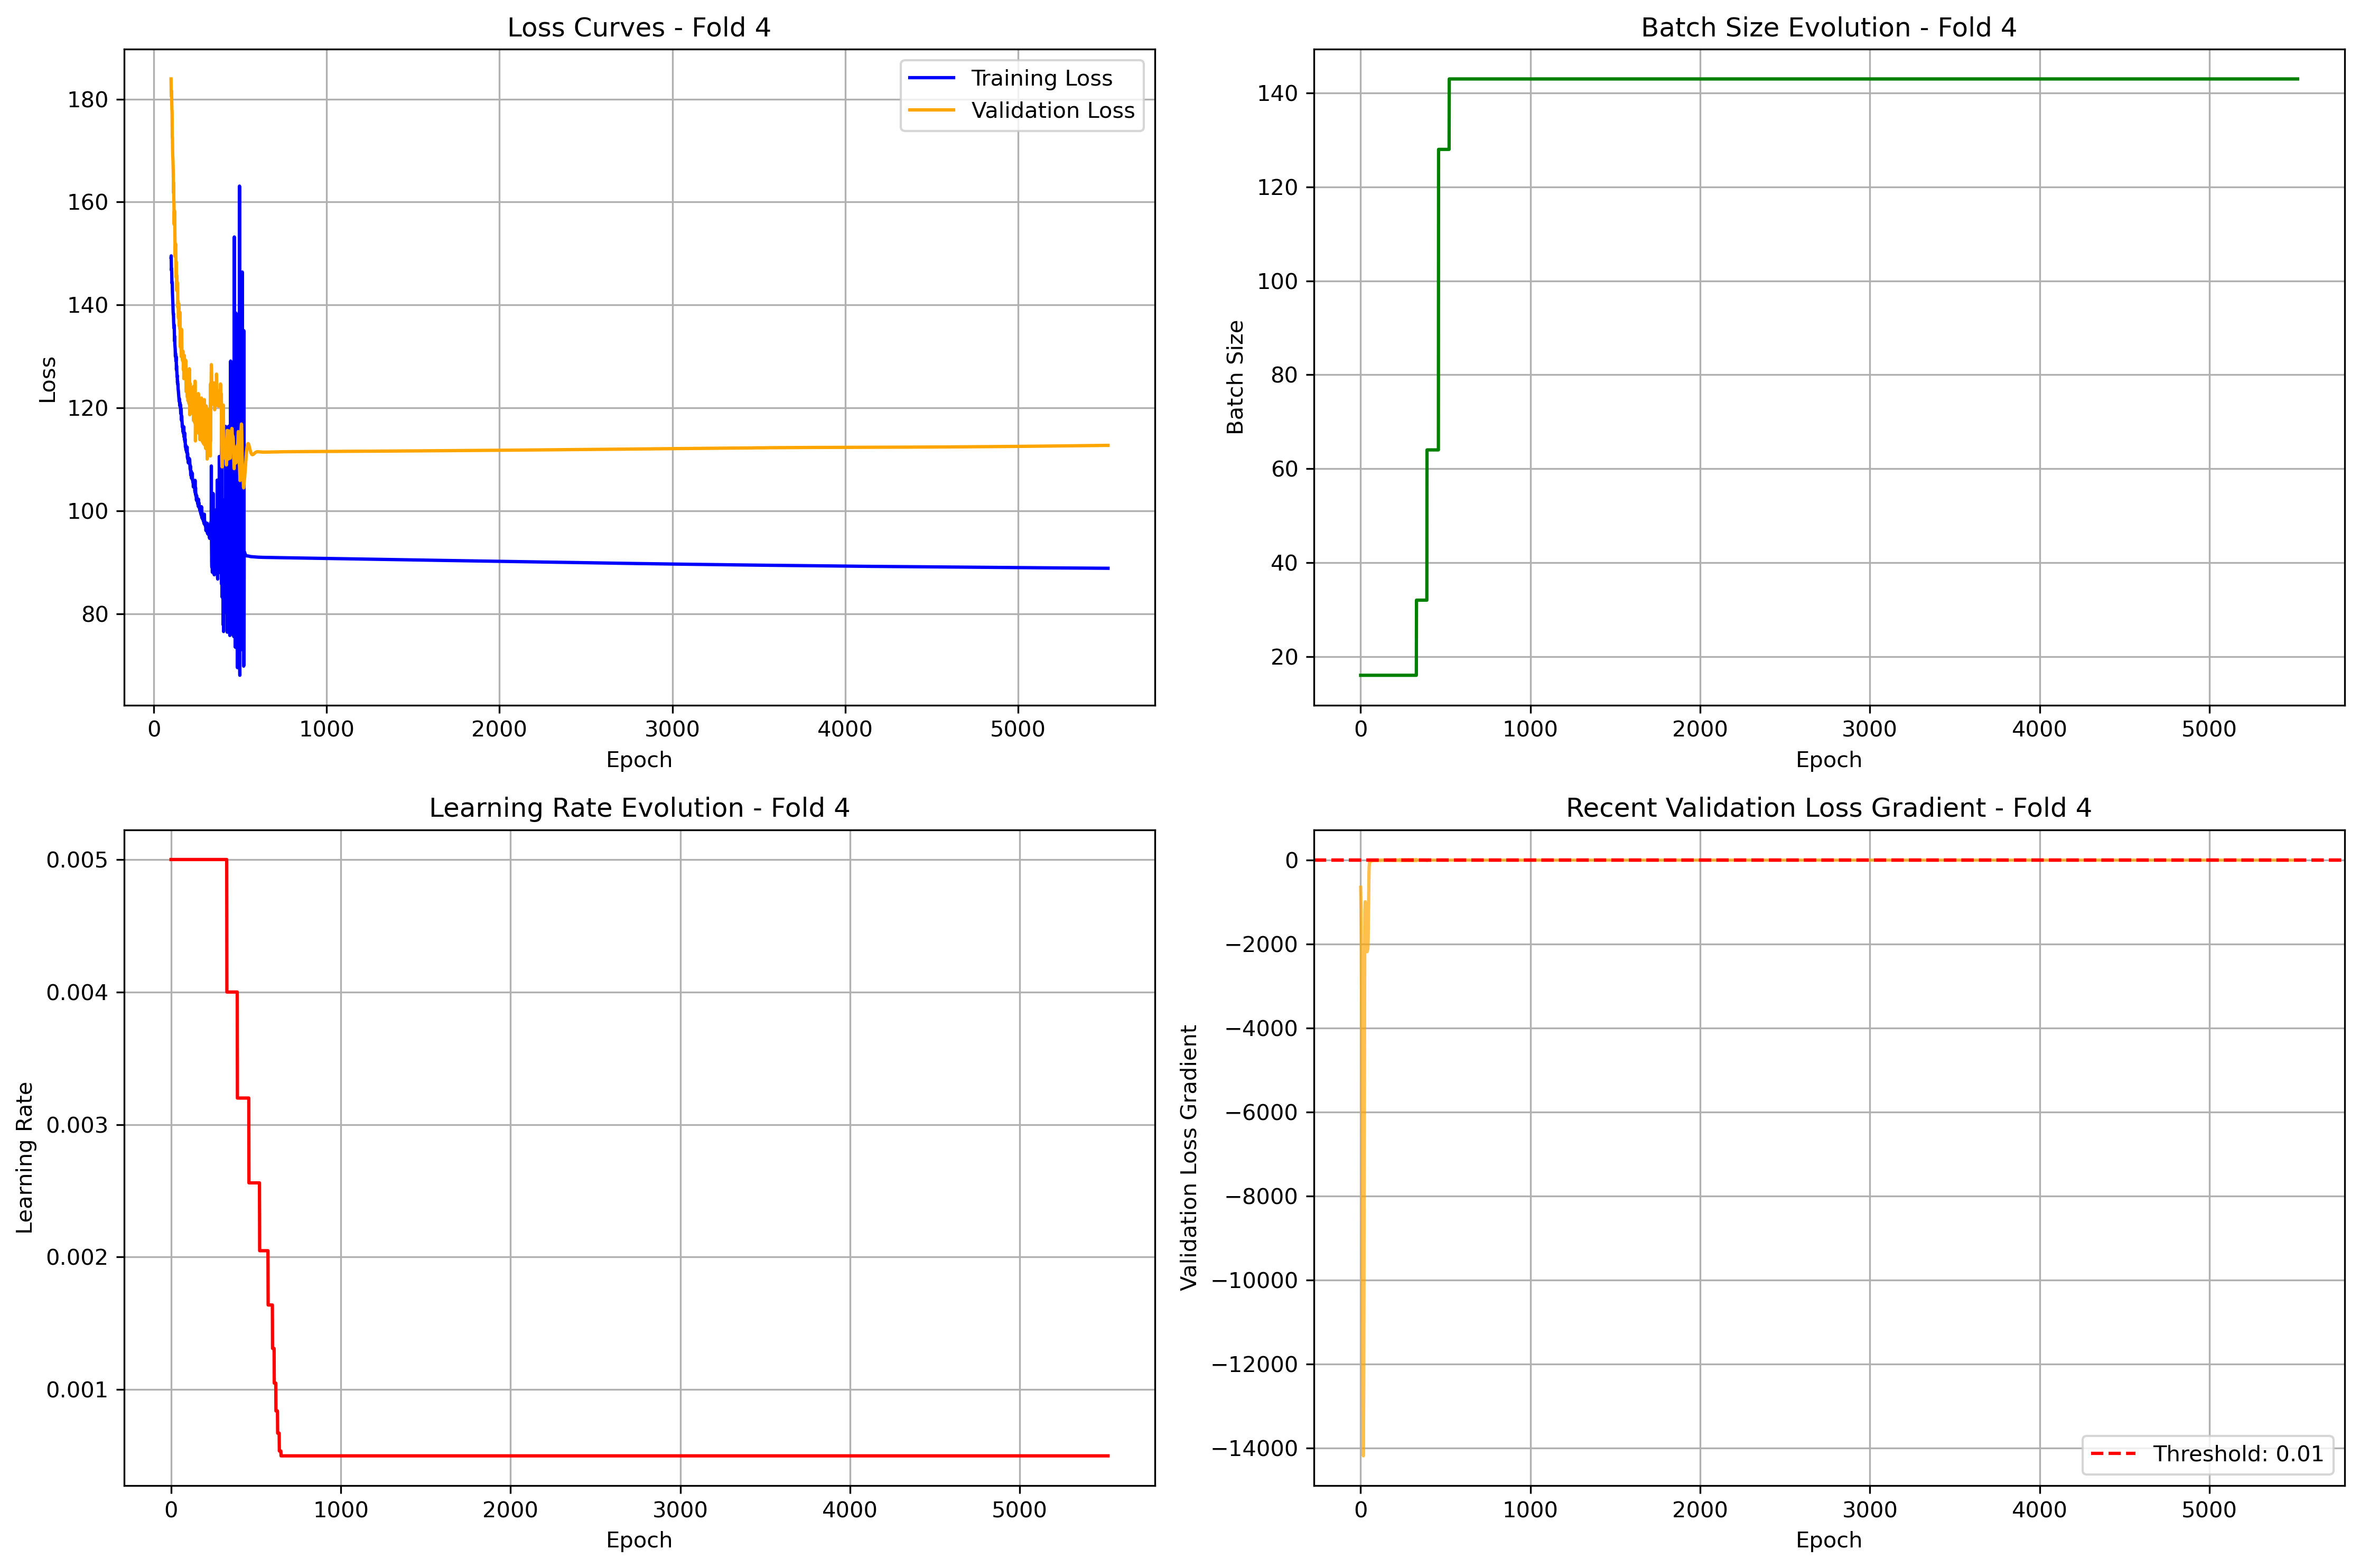 Loss Curves - Fold 4
Training Loss
Validation Loss
180
160
140
120
100
80
Loss
0 1000 2000 3000 4000 5000
Epoch
Batch Size Evolution - Fold 4
140
120
100
80
60
40
20
Batch Size
0 1000 2000 3000 4000 5000
Epoch
Learning Rate Evolution - Fold 4
0.005
0.004
0.003
0.002
0.001
Learning Rate
0 1000 2000 3000 4000 5000
Epoch
Recent Validation Loss Gradient - Fold 4
0
−2000
−4000
−6000
−8000
−10000
−12000
−14000
Validation Loss Gradient
Threshold: 0.01
0 1000 2000 3000 4000 5000
Epoch